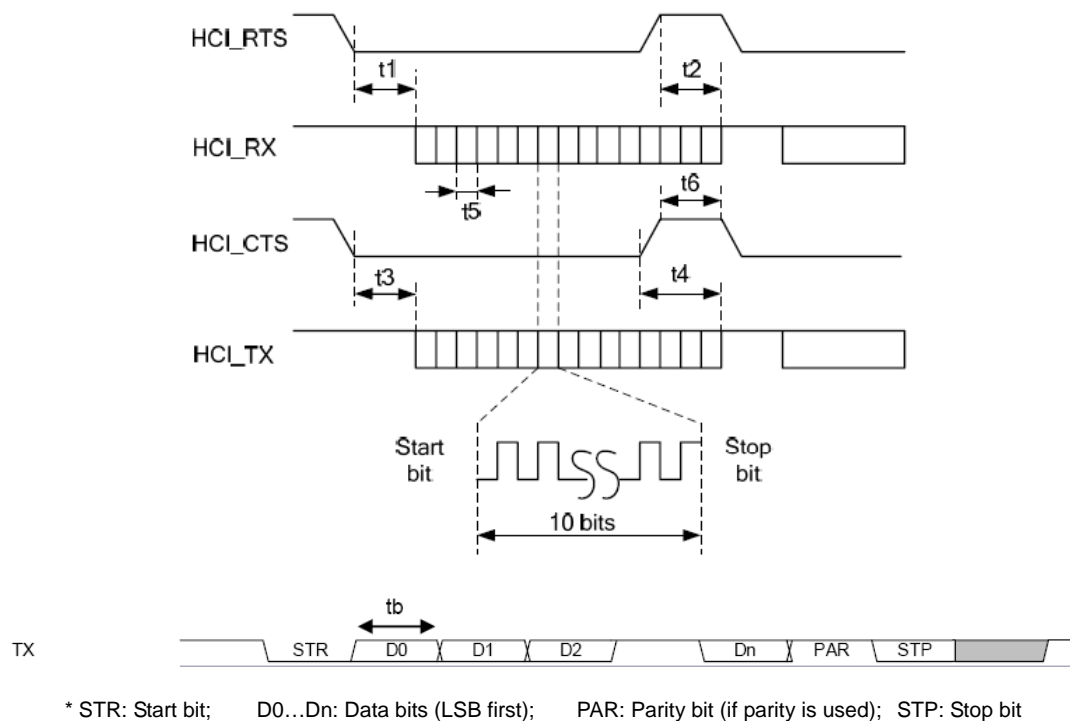 HCI_RTS
t1
t2
HCI_RX
t5
t6
HCI_CTS
t3
t4
HCI_TX
Start
bit
Stop
bit
10 bits
tb
TX
STR D0 D1 D2 Dn PAR STP
* STR: Start bit; D0…Dn: Data bits (LSB first); PAR: Parity bit (if parity is used); STP: Stop bit